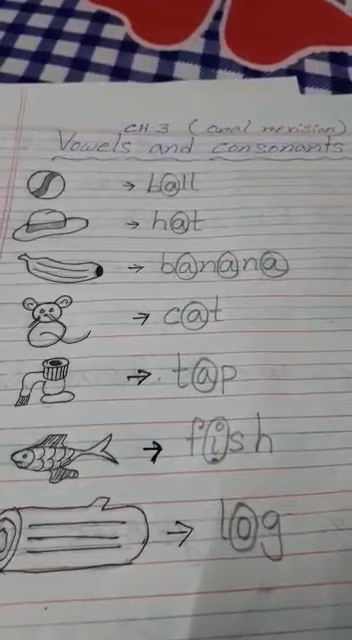 CH 3 (oral revision)
Vowels and consonants
→ ball
→ hat
→ banana
→ cat
→ tap
→ fish
→ log